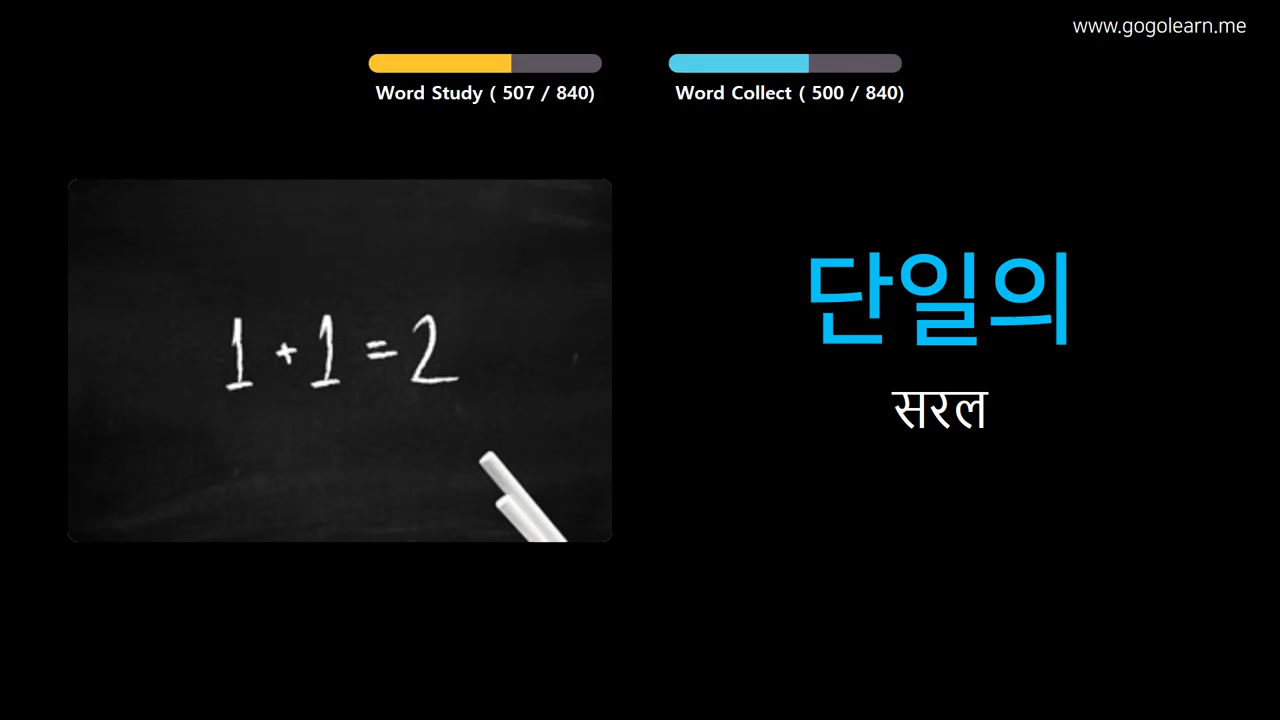 www.gogolearn.me
Word Study ( 507 / 840)
Word Collect ( 500 / 840)
1 + 1 = 2
단일의
सरल